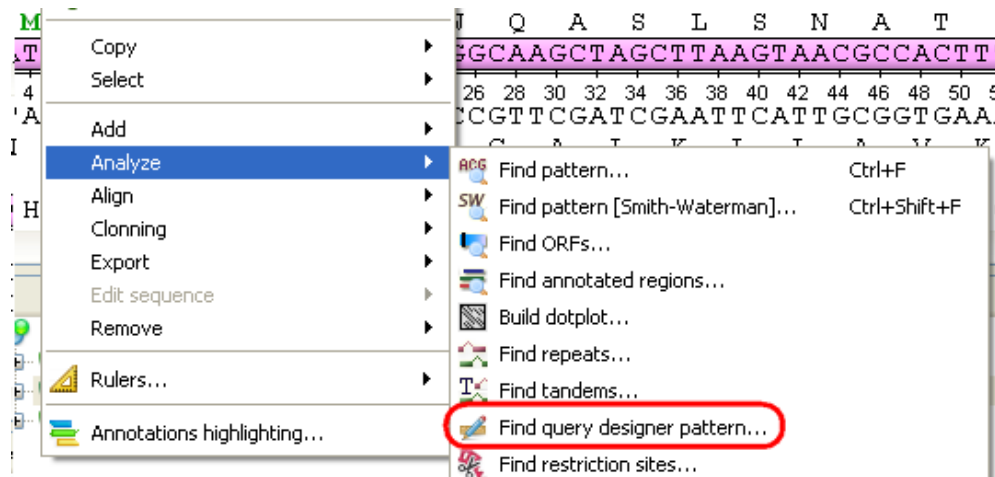 M
J Q A S L S N A T
Copy
AT
GGCAAGCTAGCTTAAGTAACGCCACTT
Select
4
26 28 30 32 34 36 38 40 42 44 46 48 50
'A
CCGTTCGATCGAATTCATTGCGGTGAA
Add
Analyze
Find pattern... Ctrl+F
Align
H
Find pattern [Smith-Waterman]... Ctrl+Shift+F
Clonning
Find ORFs...
Export
Find annotated regions...
Edit sequence
Build dotplot...
Remove
Find repeats...
Rulers...
Find tandems...
Annotations highlighting...
Find query designer pattern...
Find restriction sites...